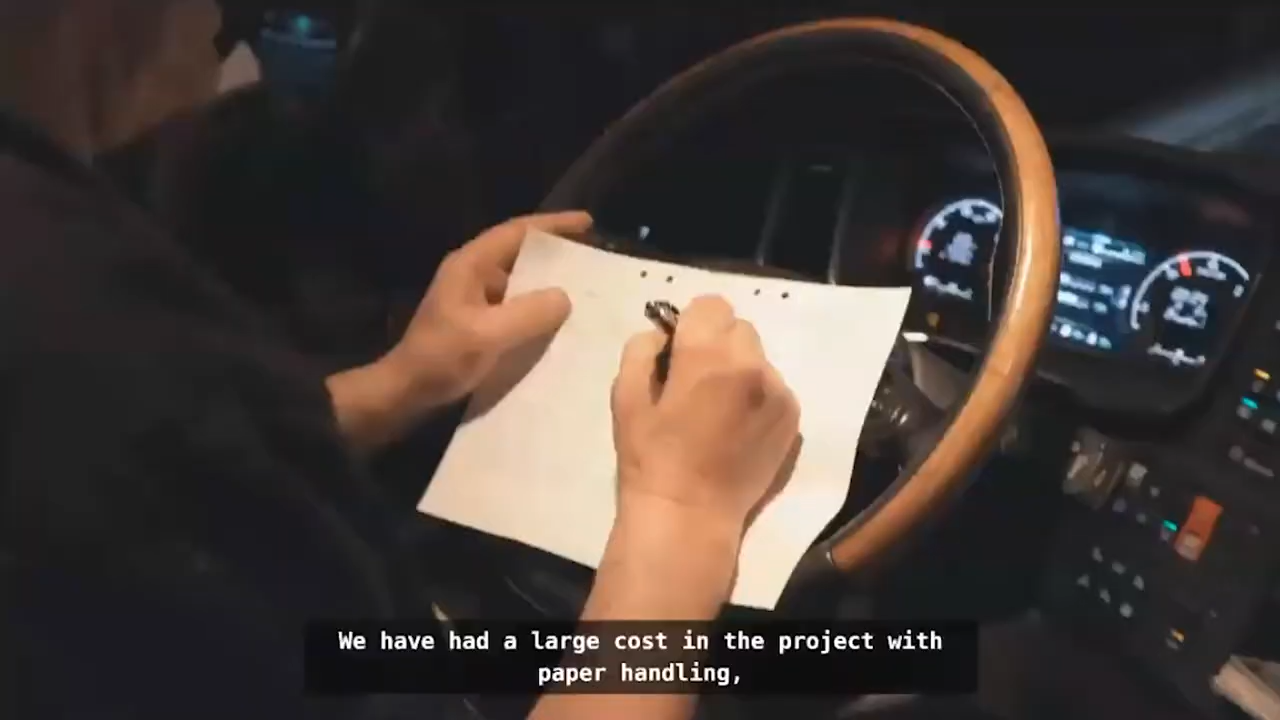 We have had a large cost in the project with
paper handling,